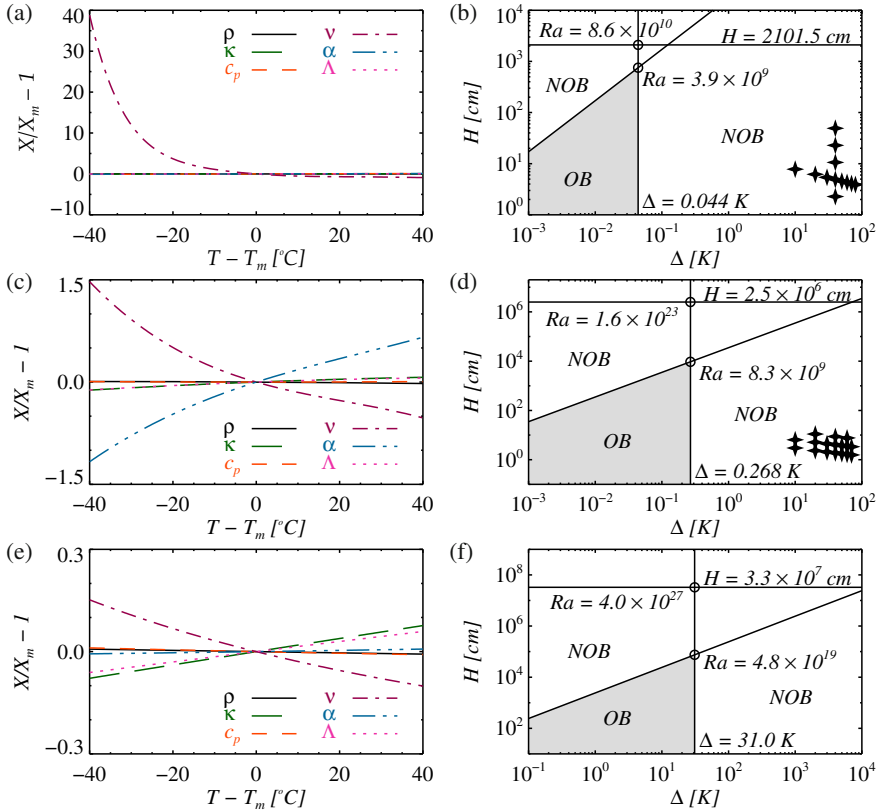 (a)
40
30
20
10
0
−10
X/X_m − 1
ρ ν
κ α
c_p Λ
−40 −20 0 20 40
T − T_m [°C]
(b)
10^4
10^3
10^2
10^1
10^0
H [cm]
Ra = 8.6 × 10^10
H = 2101.5 cm
Ra = 3.9 × 10^9
NOB
NOB
OB
Δ = 0.044 K
10^−3 10^−2 10^−1 10^0 10^1 10^2
Δ [K]
(c)
1.5
0.0
−1.5
X/X_m − 1
ρ ν
κ α
c_p Λ
−40 −20 0 20 40
T − T_m [°C]
(d)
10^6
10^4
10^2
10^0
H [cm]
H = 2.5 × 10^6 cm
Ra = 1.6 × 10^23
NOB
Ra = 8.3 × 10^9
NOB
OB
Δ = 0.268 K
10^−3 10^−2 10^−1 10^0 10^1 10^2
Δ [K]
(e)
0.3
0.0
−0.3
X/X_m − 1
ρ ν
κ α
c_p Λ
−40 −20 0 20 40
T − T_m [°C]
(f)
10^8
10^6
10^4
10^2
H [cm]
H = 3.3 × 10^7 cm
Ra = 4.0 × 10^27
NOB
Ra = 4.8 × 10^19
NOB
OB
Δ = 31.0 K
10^−1 10^0 10^1 10^2 10^3 10^4
Δ [K]